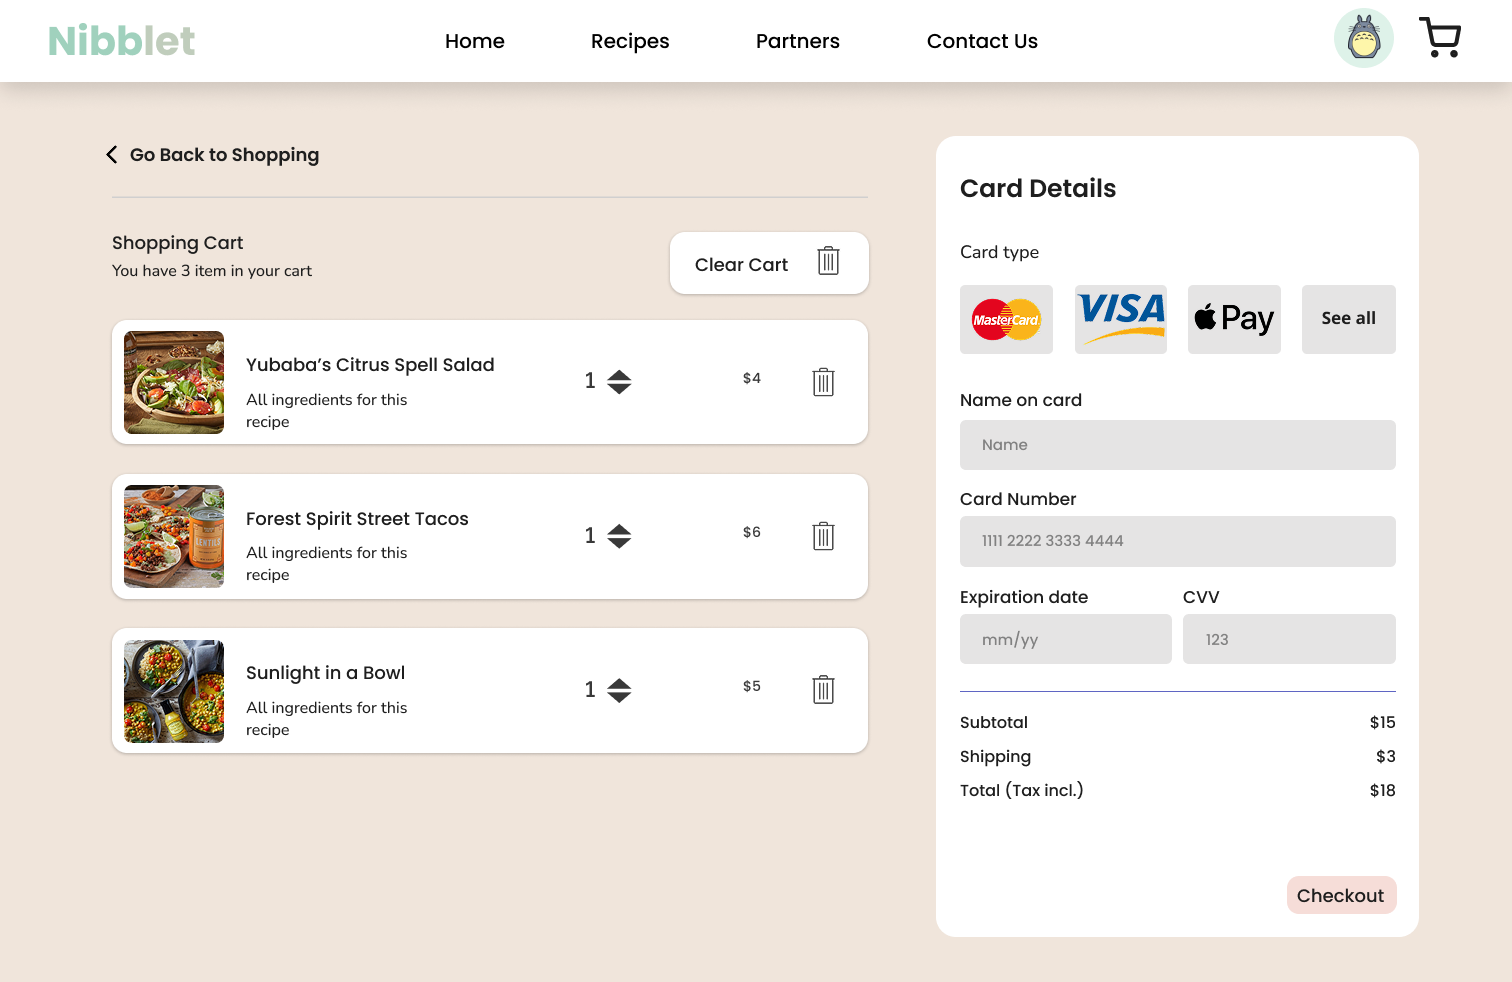 Nibblet
Home
Recipes
Partners
Contact Us
Go Back to Shopping
Shopping Cart
You have 3 item in your cart
Clear Cart
Yubaba’s Citrus Spell Salad
All ingredients for this
recipe
1
$4
Forest Spirit Street Tacos
All ingredients for this
recipe
1
$6
LENTILS
Sunlight in a Bowl
All ingredients for this
recipe
1
$5
Card Details
Card type
MasterCard
VISA
Pay
See all
Name on card
Name
Card Number
1111 2222 3333 4444
Expiration date
CVV
mm/yy
123
Subtotal
$15
Shipping
$3
Total (Tax incl.)
$18
Checkout